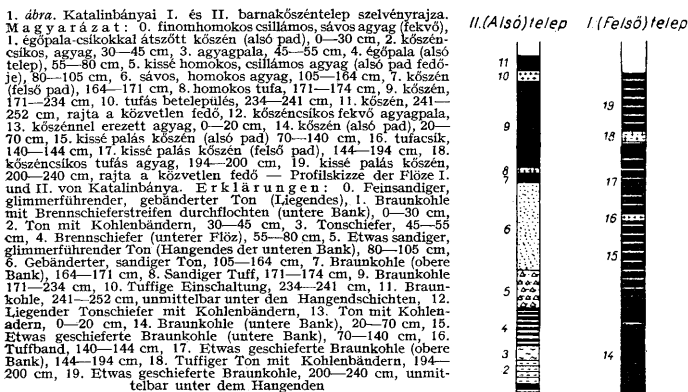 1. ábra. Katalinbányai I. és II. barnakőszéntelep szelvényrajza.
Magyarázat: 0. finomhomokos csillámos, sávos agyag (fekvő),
1. égőpala-csíkokkal átszőtt kőszén (alsó pad), 0—30 cm, 2. kőszén-
csíkos, agyag, 30—45 cm, 3. agyagpala, 45—55 cm, 4. égőpala (alsó
telep), 55—80 cm, 5. kissé homokos, csillámos agyag (alsó pad fedő-
je), 80—105 cm, 6. sávos, homokos agyag, 105—164 cm, 7. kőszén
(felső pad), 164—171 cm, 8. homokos tufa, 171—174 cm, 9. kőszén,
171—234 cm, 10. tufás betelepülés, 234—241 cm, 11. kőszén, 241—
252 cm, rajta a közvetlen fedő, 12. kőszéncsíkos fekvő agyagpala,
13. kőszénnel erezett agyag, 0—20 cm, 14. kőszén (alsó pad), 20—
70 cm, 15. kissé palás kőszén (alsó pad) 70—140 cm, 16. tufacsík,
140—144 cm, 17. kissé palás kőszén (felső pad), 144—194 cm, 18.
kőszéncsíkos tufás agyag, 194—200 cm, 19. kissé palás kőszén,
200—240 cm, rajta a közvetlen fedő — Profilskizze der Flöze I.
und II. von Katalinbánya. Erklärungen: 0. Feinsandiger,
glimmerführender, gebänderter Ton (Liegendes), 1. Braunkohle
mit Brennschieferstreifen durchflochten (untere Bank), 0—30 cm,
2. Ton mit Kohlenbändern, 30—45 cm, 3. Tonschiefer, 45—55
cm, 4. Brennschiefer (unterer Flöz), 55—80 cm, 5. Etwas sandiger,
glimmerführender Ton (Hangendes der unteren Bank), 80—105 cm,
6. Gebänderter, sandiger Ton, 105—164 cm, 7. Braunkohle (obere
Bank), 164—171 cm, 8. Sandiger Tuff, 171—174 cm, 9. Braunkohle
171—234 cm, 10. Tuffige Einschaltung, 234—241 cm, 11. Braun-
kohle, 241—252 cm, unmittelbar unter den Hangendschichten, 12.
Liegender Tonschiefer mit Kohlenbändern, 13. Ton mit Kohlen-
adern, 0—20 cm, 14. Braunkohle (untere Bank), 20—70 cm, 15.
Etwas geschieferte Braunkohle (untere Bank), 70—140 cm, 16.
Tuffband, 140—144 cm, 17. Etwas geschieferte Braunkohle (obere
Bank), 144—194 cm, 18. Tuffiger Ton mit Kohlenbändern, 194—
200 cm, 19. Etwas geschieferte Braunkohle, 200—240 cm, unmit-
telbar unter dem Hangenden
II.(Alsó)telep
11
10
9
8
7
6
5
4
3
2
I.(Felső)telep
19
18
17
16
15
14